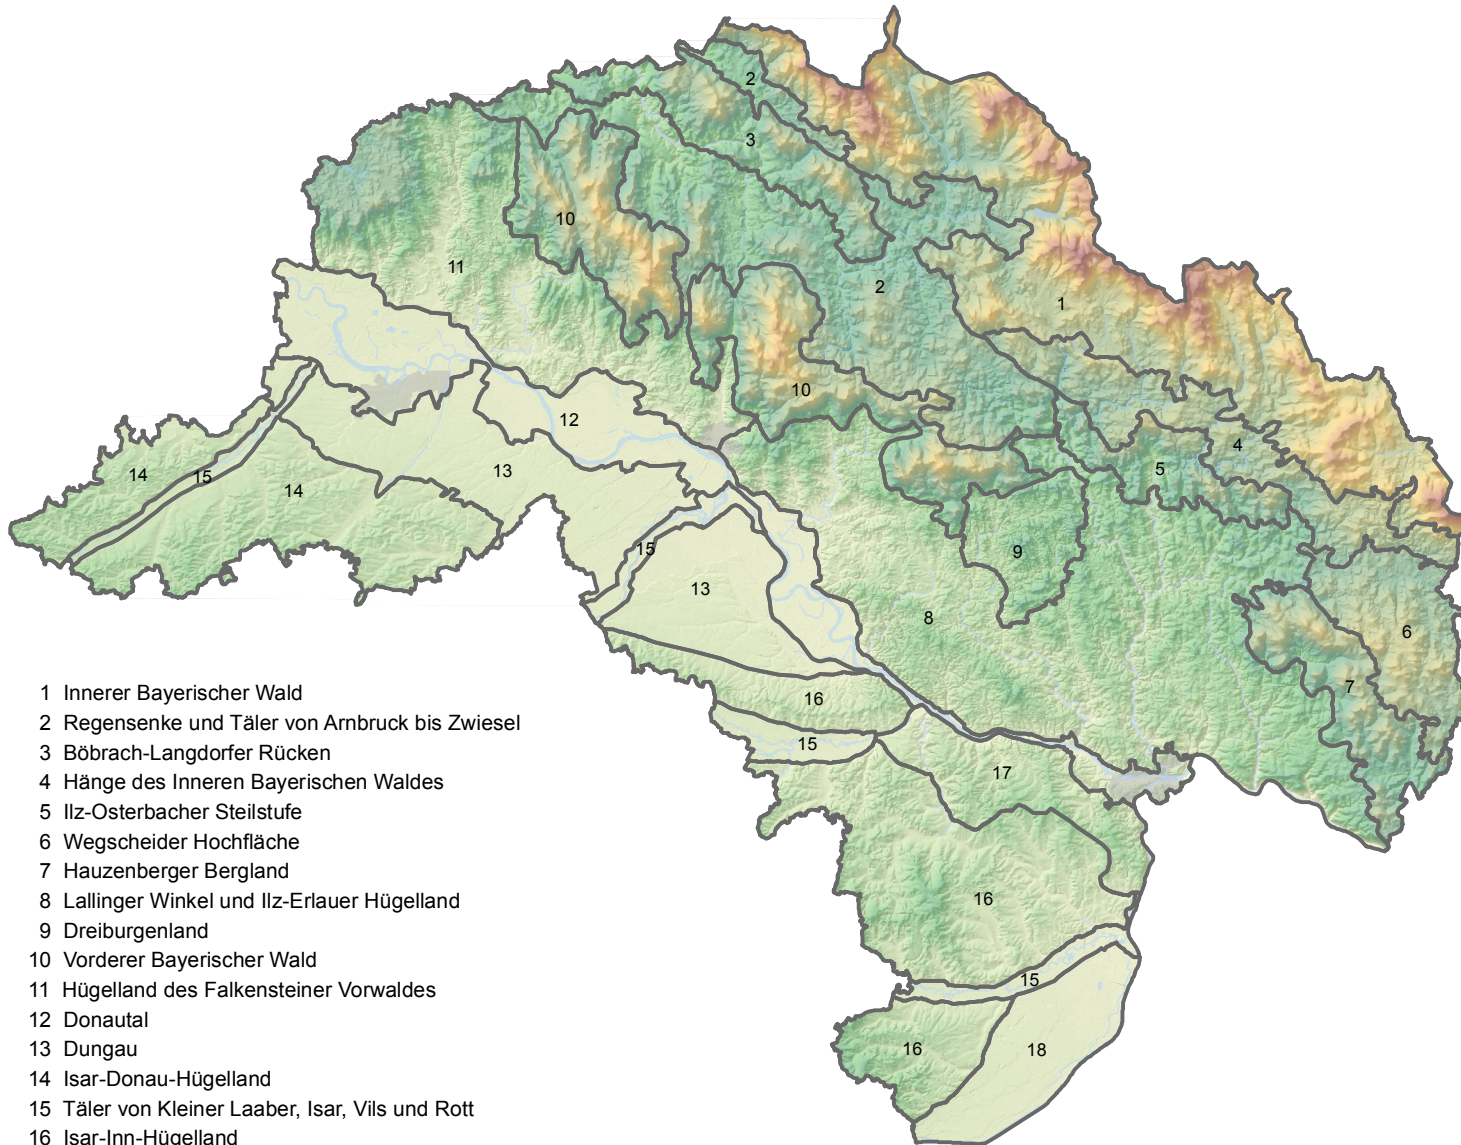 2
3
10
11
2
1
10
12
4
14
15
14
13
5
15
9
13
8
6
7
16
15
17
16
15
16
18
1 Innerer Bayerischer Wald
2 Regensenke und Täler von Arnbruck bis Zwiesel
3 Böbrach-Langdorfer Rücken
4 Hänge des Inneren Bayerischen Waldes
5 Ilz-Osterbacher Steilstufe
6 Wegscheider Hochfläche
7 Hauzenberger Bergland
8 Lallinger Winkel und Ilz-Erlauer Hügelland
9 Dreiburgenland
10 Vorderer Bayerischer Wald
11 Hügelland des Falkensteiner Vorwaldes
12 Donautal
13 Dungau
14 Isar-Donau-Hügelland
15 Täler von Kleiner Laaber, Isar, Vils und Rott
16 Isar-Inn-Hügelland